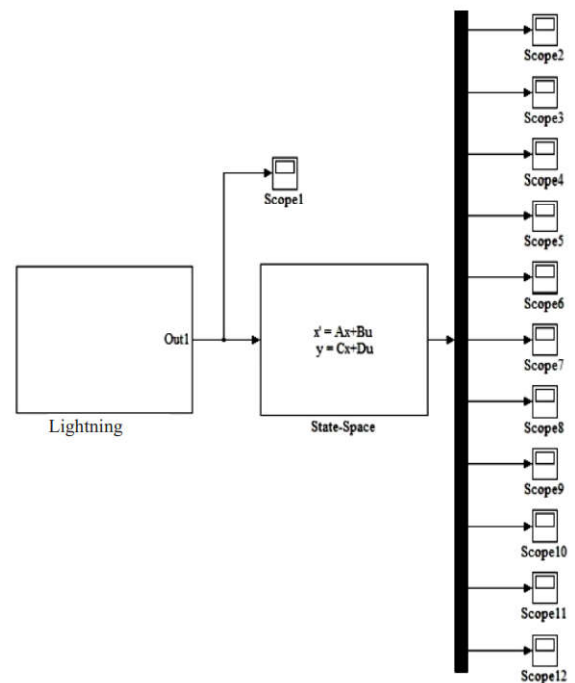 Scope2
Scope3
Scope4
Scope1
Scope5
Scope6
Out1
x' = Ax+Bu
y = Cx+Du
Scope7
Lightning
State-Space
Scope8
Scope9
Scope10
Scope11
Scope12